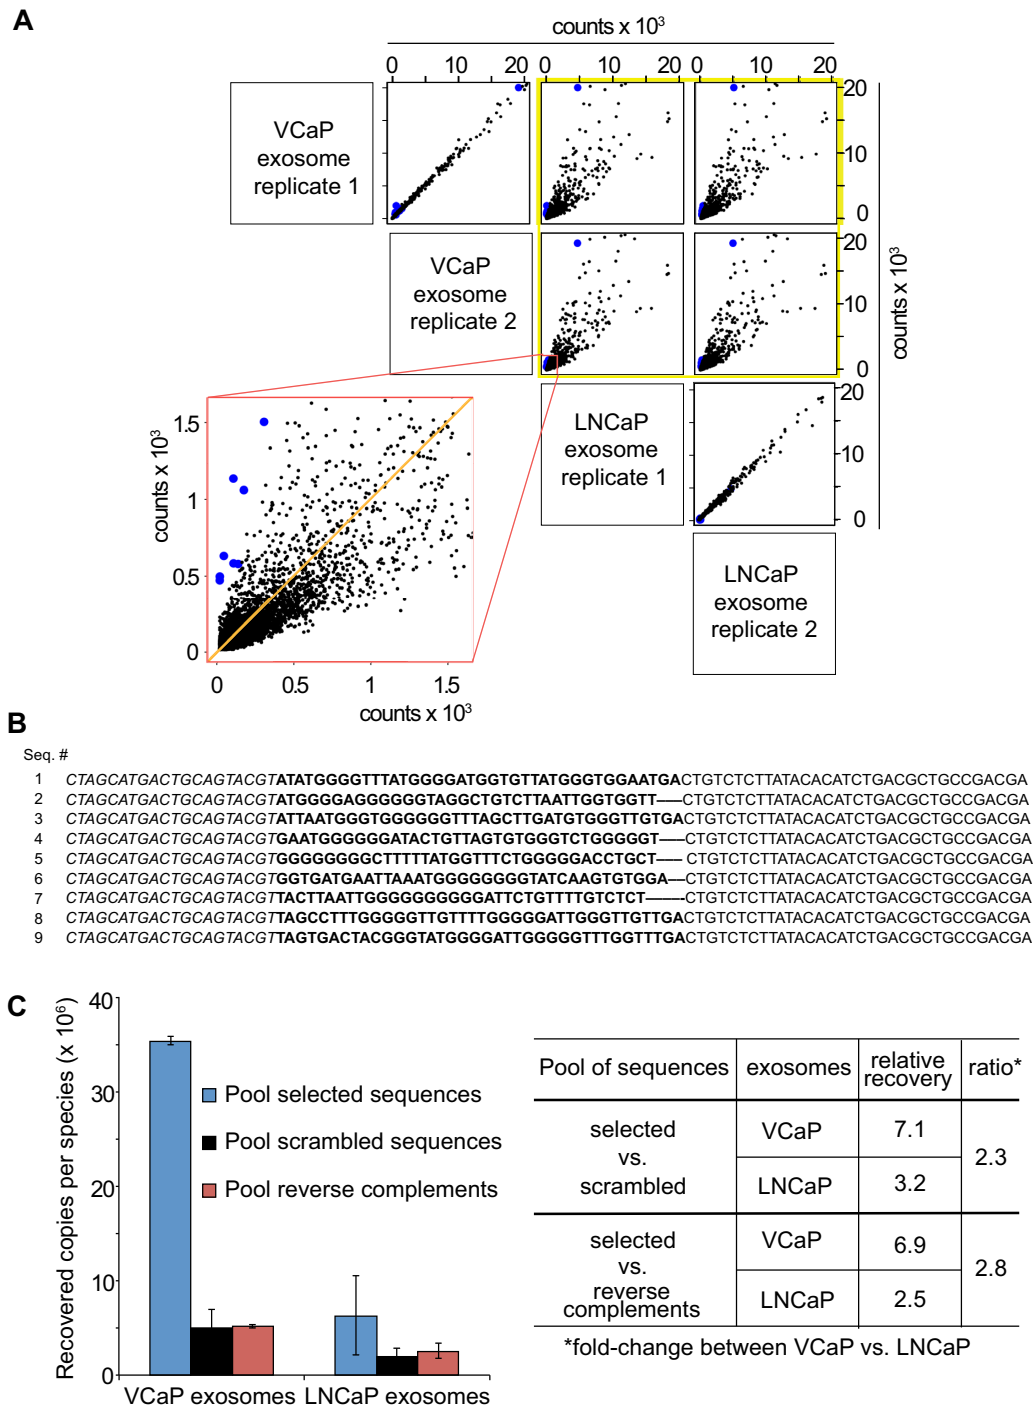 A
counts x 10³
0 10 20 0 10 20 0 10 20
VCaP
exosome
replicate 1
20
10
0
VCaP
exosome
replicate 2
20
10
0
counts x 10³
LNCaP
exosome
replicate 1
20
10
0
LNCaP
exosome
replicate 2
counts x 10³
1.5
1
0.5
0
0 0.5 1 1.5
counts x 10³
B
Seq. #
1 CTAGCATGACTGCAGTACGTATATGGGGTTTATGGGGATGGTGTTATGGGTGGAATGACTGTCTCTTATACACATCTGACGCTGCCGACGA
2 CTAGCATGACTGCAGTACGTATGGGGAGGGGGGTAGGCTGTCTTAATTGGTGGTT—–CTGTCTCTTATACACATCTGACGCTGCCGACGA
3 CTAGCATGACTGCAGTACGTATTAATGGGTGGGGGGTTTAGCTTGATGTGGGTTGTGACTGTCTCTTATACACATCTGACGCTGCCGACGA
4 CTAGCATGACTGCAGTACGTGAATGGGGGGATACTGTTAGTGTGGGTCTGGGGGT—–CTGTCTCTTATACACATCTGACGCTGCCGACGA
5 CTAGCATGACTGCAGTACGTGGGGGGGGCTTTTTATGGTTTCTGGGGGACCTGCT—–CTGTCTCTTATACACATCTGACGCTGCCGACGA
6 CTAGCATGACTGCAGTACGTGGTGATGAATTAAATGGGGGGGGTATCAAGTGTGGA—–CTGTCTCTTATACACATCTGACGCTGCCGACGA
7 CTAGCATGACTGCAGTACGTTACTTAATTGGGGGGGGGGATTCTGTTTTGTCTCT——–CTGTCTCTTATACACATCTGACGCTGCCGACGA
8 CTAGCATGACTGCAGTACGTTAGCCTTTGGGGGTTGTTTTGGGGGATTGGGTTGTTGACTGTCTCTTATACACATCTGACGCTGCCGACGA
9 CTAGCATGACTGCAGTACGTTAGTGACTACGGGTATGGGGATTGGGGGTTTGGTTTGACTGTCTCTTATACACATCTGACGCTGCCGACGA
C
Recovered copies per species (x 10⁶)
40
30
20
10
0
Pool selected sequences
Pool scrambled sequences
Pool reverse complements
VCaP exosomes LNCaP exosomes
Pool of sequences exosomes relative recovery ratio*
selected vs. scrambled VCaP 7.1 2.3
LNCaP 3.2
selected vs. reverse complements VCaP 6.9 2.8
LNCaP 2.5
*fold-change between VCaP vs. LNCaP